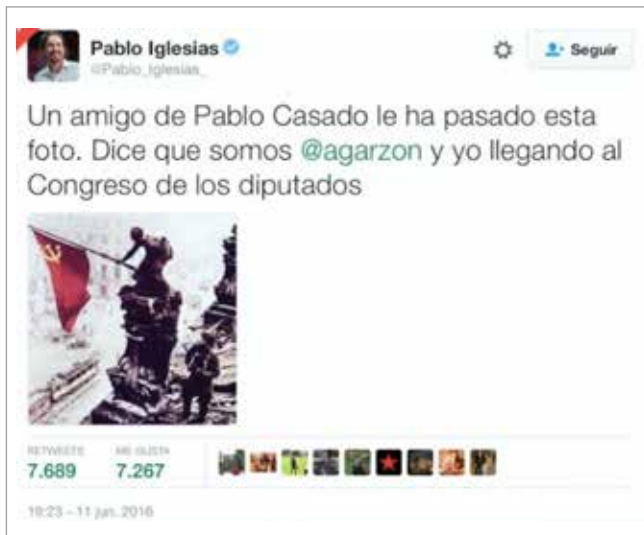 Pablo Iglesias
@Pablo_Iglesias_
Seguir
Un amigo de Pablo Casado le ha pasado esta
foto. Dice que somos @agarzon y yo llegando al
Congreso de los diputados
RETWEETS
ME GUSTA
7.689
7.267
19:23 - 11 jun. 2016